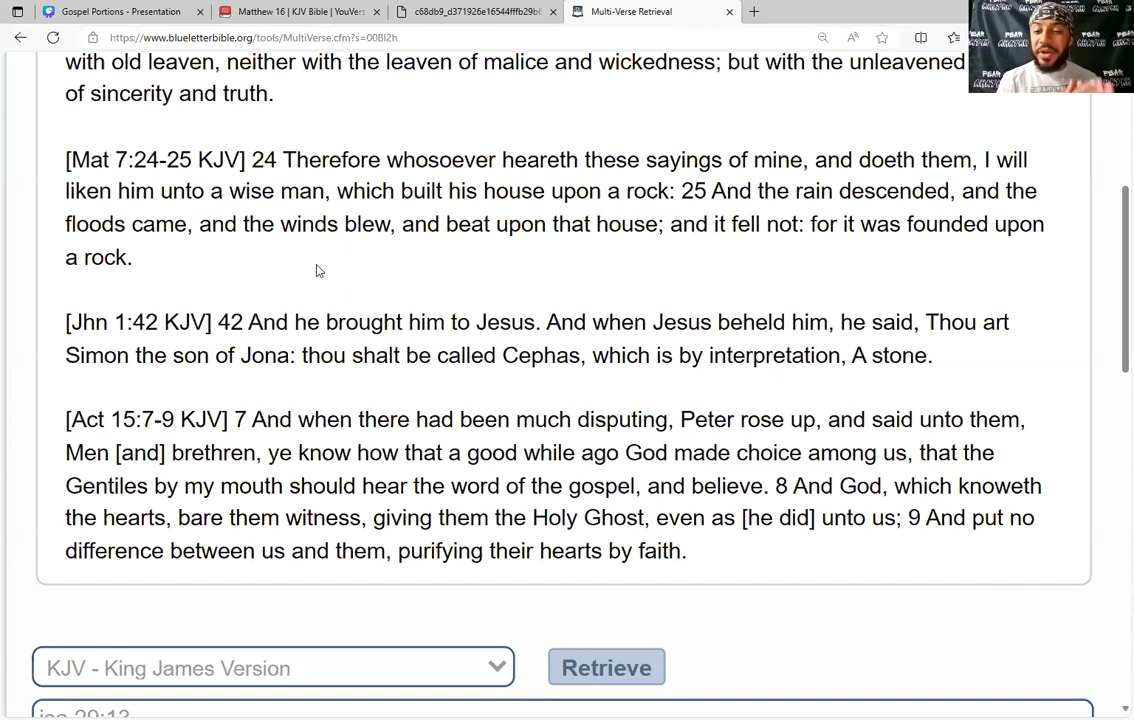 Gospel Portions - Presentation
Matthew 16 | KJV Bible | YouVers
c68db9_d371926e16544fffb29b6
Multi-Verse Retrieval
https://www.blueletterbible.org/tools/MultiVerse.cfm?s=00BI2h
with old leaven, neither with the leaven of malice and wickedness; but with the unleavened
of sincerity and truth.
[Mat 7:24-25 KJV] 24 Therefore whosoever heareth these sayings of mine, and doeth them, I will
liken him unto a wise man, which built his house upon a rock: 25 And the rain descended, and the
floods came, and the winds blew, and beat upon that house; and it fell not: for it was founded upon
a rock.
[Jhn 1:42 KJV] 42 And he brought him to Jesus. And when Jesus beheld him, he said, Thou art
Simon the son of Jona: thou shalt be called Cephas, which is by interpretation, A stone.
[Act 15:7-9 KJV] 7 And when there had been much disputing, Peter rose up, and said unto them,
Men [and] brethren, ye know how that a good while ago God made choice among us, that the
Gentiles by my mouth should hear the word of the gospel, and believe. 8 And God, which knoweth
the hearts, bare them witness, giving them the Holy Ghost, even as [he did] unto us; 9 And put no
difference between us and them, purifying their hearts by faith.
KJV - King James Version
Retrieve
isa 29:13